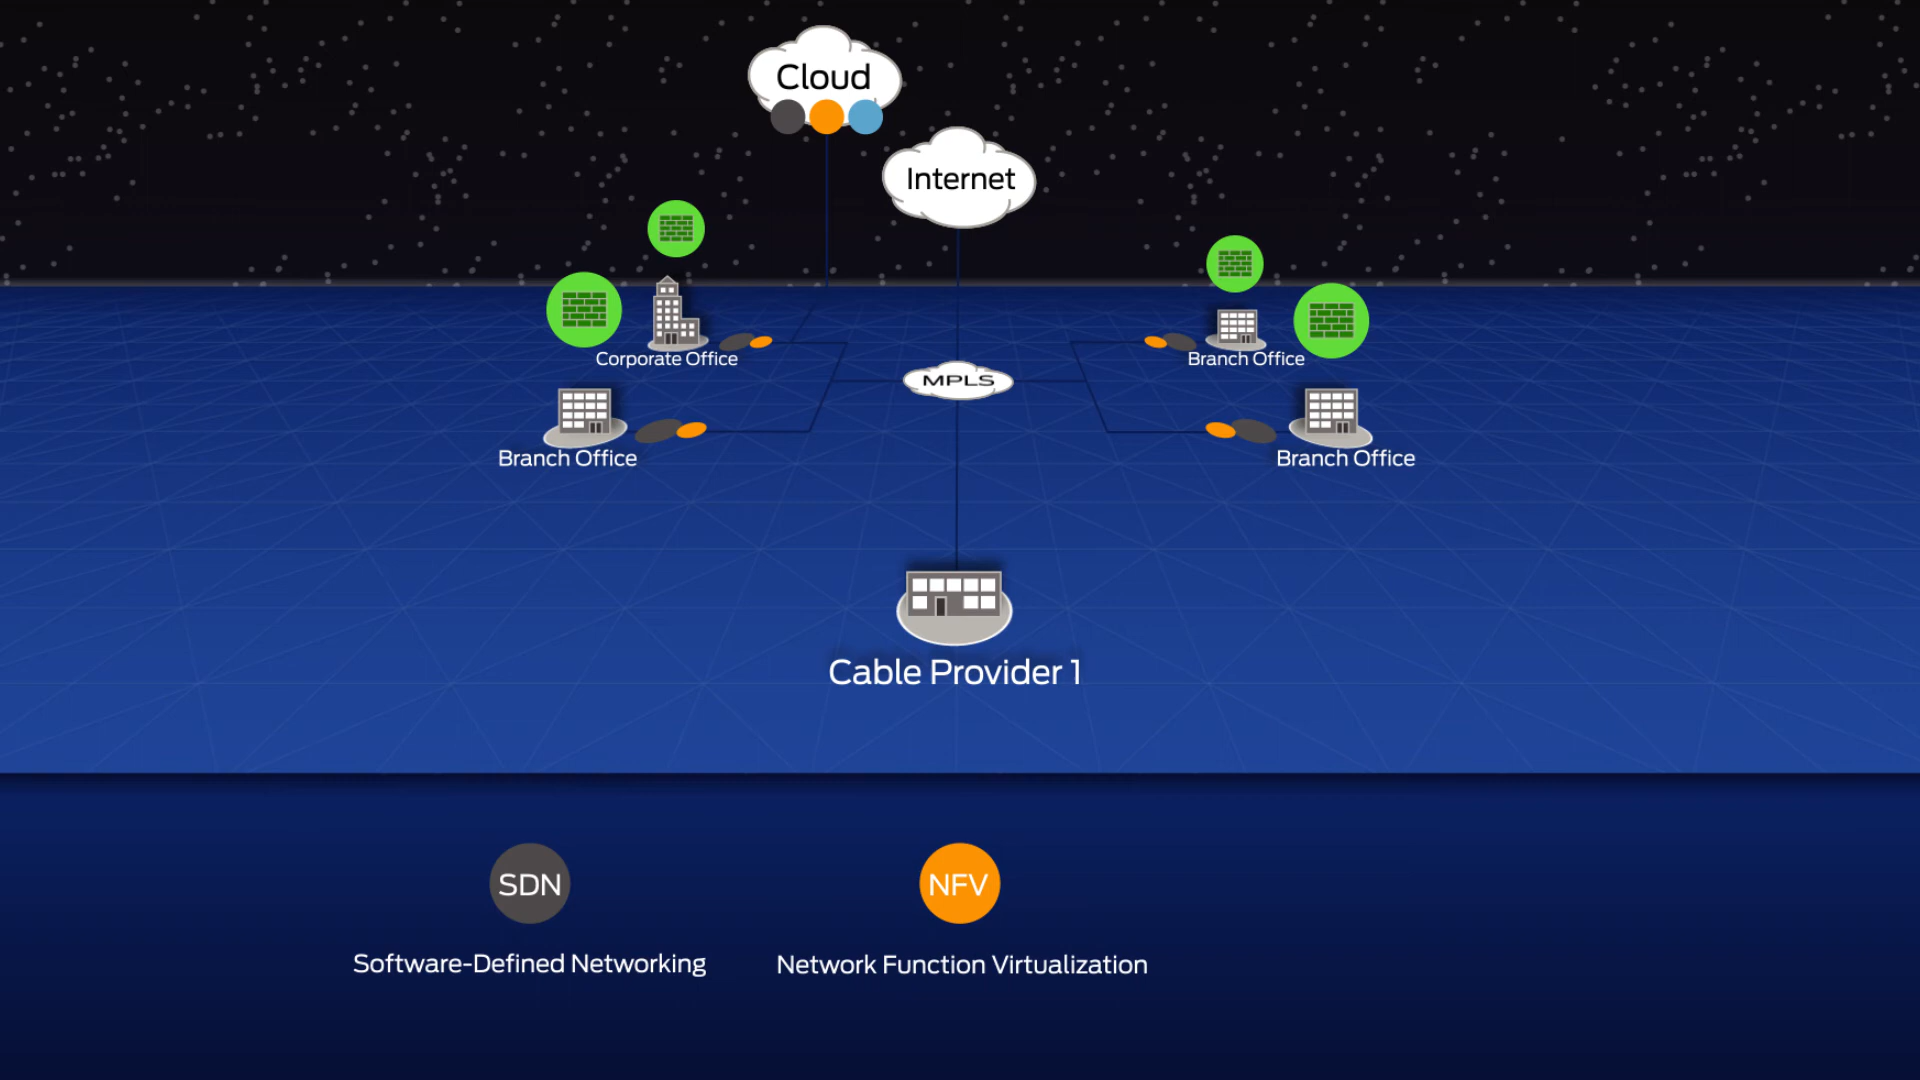 Cloud
Internet
Corporate Office
Branch Office
MPLS
Branch Office
Branch Office
Cable Provider 1
SDN
NFV
Software-Defined Networking
Network Function Virtualization